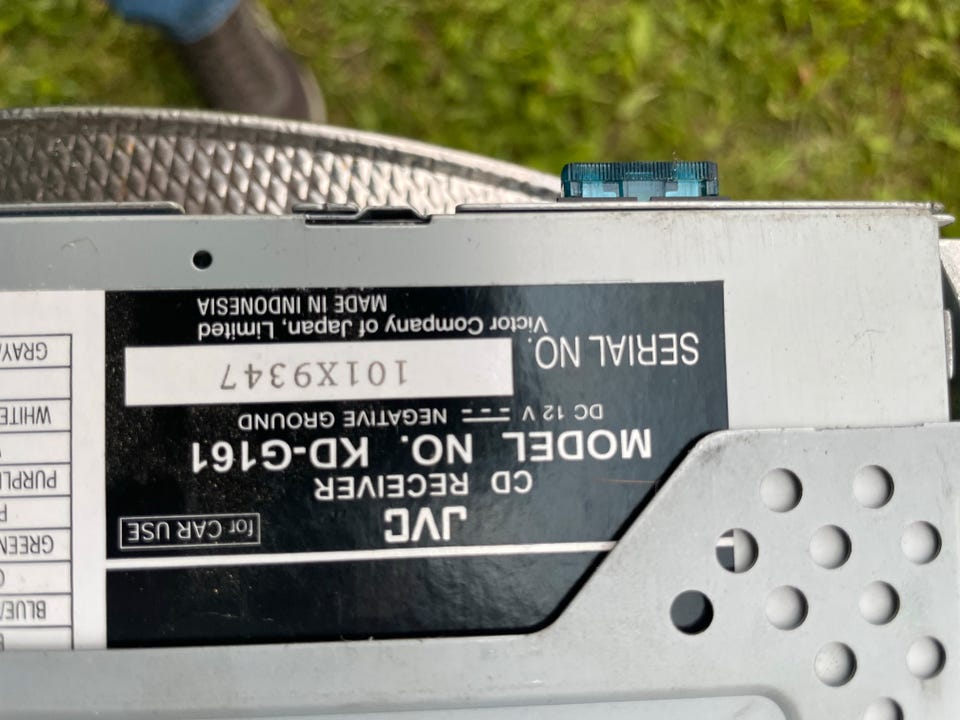 JVC
for CAR USE
CD RECEIVER
MODEL NO. KD-G161
DC 12 V NEGATIVE GROUND
SERIAL NO.
101X9347
Victor Company of Japan, Limited
MADE IN INDONESIA
BLUE/
GREEN
PURPL
WHITE
GRAY/